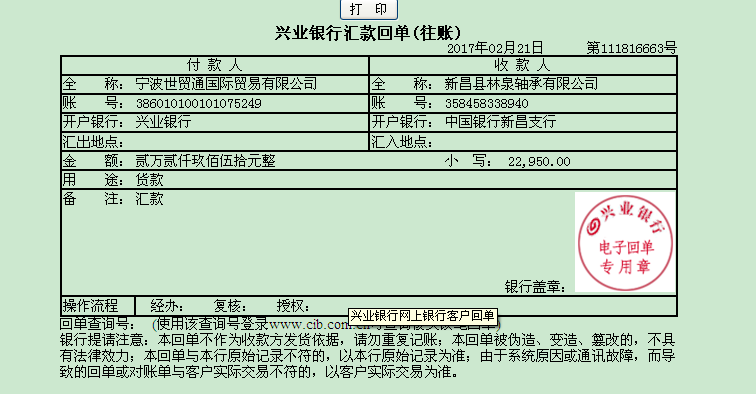 打 印
兴业银行汇款回单(往账)
2017年02月21日 第111816663号
付 款 人 收 款 人
全 称: 宁波世贸通国际贸易有限公司 全 称: 新昌县林泉轴承有限公司
账 号: 386010100101075249 账 号: 358458338940
开户银行: 兴业银行 开户银行: 中国银行新昌支行
汇出地点: 汇入地点:
金 额: 贰万贰仟玖佰伍拾元整 小 写: 22,950.00
用 途: 货款
备 注: 汇款
兴业银行
电子回单
专用章
银行盖章:
操作流程 经办: 复核: 授权:
兴业银行网上银行客户回单
回单查询号: (使用该查询号登录www.cib.com.cn
银行提请注意: 本回单不作为收款方发货依据, 请勿重复记账; 本回单被伪造、变造、篡改的, 不具
有法律效力; 本回单与本行原始记录不符的, 以本行原始记录为准; 由于系统原因或通讯故障, 而导
致的回单或对账单与客户实际交易不符的, 以客户实际交易为准。